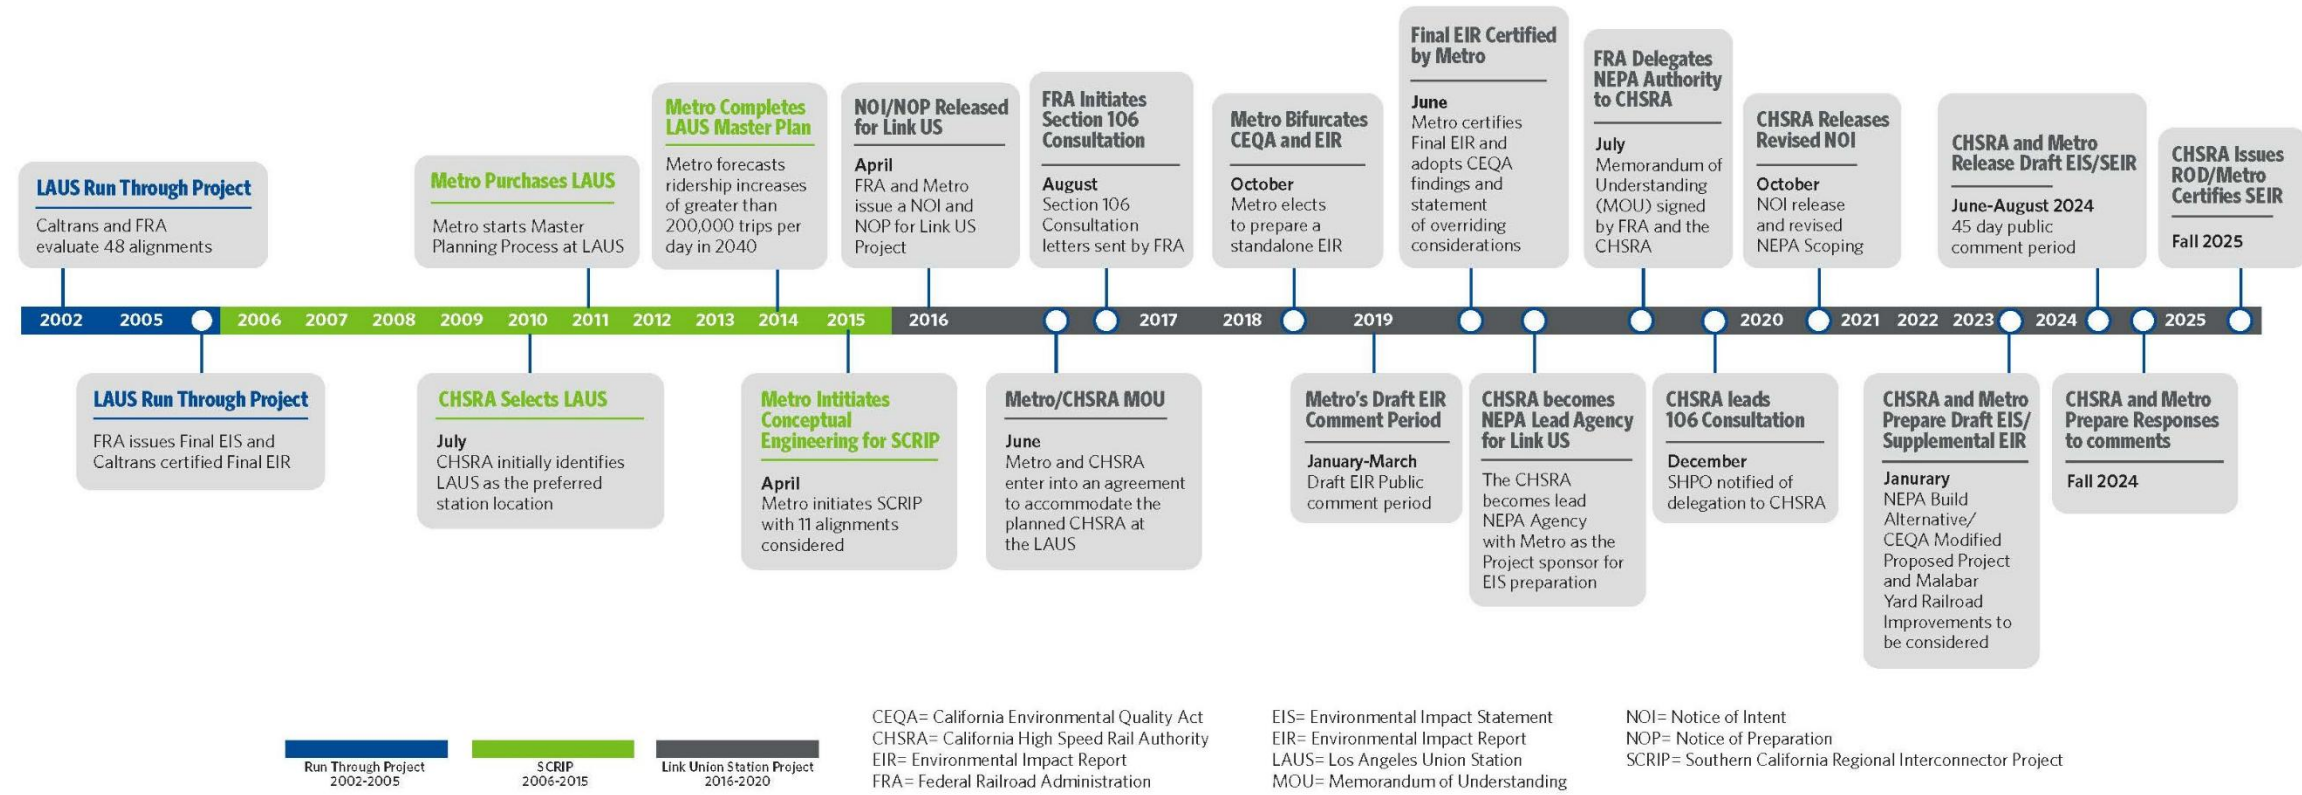 LAUS Run Through Project
Caltrans and FRA
evaluate 48 alignments
Metro Purchases LAUS
Metro starts Master
Planning Process at LAUS
Metro Completes
LAUS Master Plan
Metro forecasts
ridership increases
of greater than
200,000 trips per
day in 2040
NOI/NOP Released
for Link US
April
FRA and Metro
issue a NOI and
NOP for Link US
Project
FRA Initiates
Section 106
Consultation
August
Section 106
Consultation
letters sent by FRA
Metro Bifurcates
CEQA and EIR
October
Metro elects
to prepare a
standalone EIR
Final EIR Certified
by Metro
June
Metro certifies
Final EIR and
adopts CEQA
findings and
statement
of overriding
considerations
FRA Delegates
NEPA Authority
to CHSRA
July
Memorandum of
Understanding
(MOU) signed
by FRA and the
CHSRA
CHSRA Releases
Revised NOI
October
NOI release
and revised
NEPA Scoping
CHSRA and Metro
Release Draft EIS/SEIR
June-August 2024
45 day public
comment period
CHSRA Issues
ROD/Metro
Certifies SEIR
Fall 2025
2002 2005 2006 2007 2008 2009 2010 2011 2012 2013 2014 2015 2016 2017 2018 2019 2020 2021 2022 2023 2024 2025
LAUS Run Through Project
FRA issues Final EIS and
Caltrans certified Final EIR
CHSRA Selects LAUS
July
CHSRA initially identifies
LAUS as the preferred
station location
Metro Intitiates
Conceptual
Engineering for SCRIP
April
Metro initiates SCRIP
with 11 alignments
considered
Metro/CHSRA MOU
June
Metro and CHSRA
enter into an agreement
to accommodate the
planned CHSRA at
the LAUS
Metro's Draft EIR
Comment Period
January-March
Draft EIR Public
comment period
CHSRA becomes
NEPA Lead Agency
for Link US
The CHSRA
becomes lead
NEPA Agency
with Metro as the
Project sponsor for
EIS preparation
CHSRA leads
106 Consultation
December
SHPO notified of
delegation to CHSRA
CHSRA and Metro
Prepare Draft EIS/
Supplemental EIR
Janurary
NEPA Build
Alternative/
CEQA Modified
Proposed Project
and Malabar
Yard Railroad
Improvements to
be considered
CHSRA and Metro
Prepare Responses
to comments
Fall 2024
Run Through Project
2002-2005
SCRIP
2006-2015
Link Union Station Project
2016-2020
CEQA= California Environmental Quality Act
CHSRA= California High Speed Rail Authority
EIR= Environmental Impact Report
FRA= Federal Railroad Administration
EIS= Environmental Impact Statement
EIR= Environmental Impact Report
LAUS= Los Angeles Union Station
MOU= Memorandum of Understanding
NOI= Notice of Intent
NOP= Notice of Preparation
SCRIP= Southern California Regional Interconnector Project